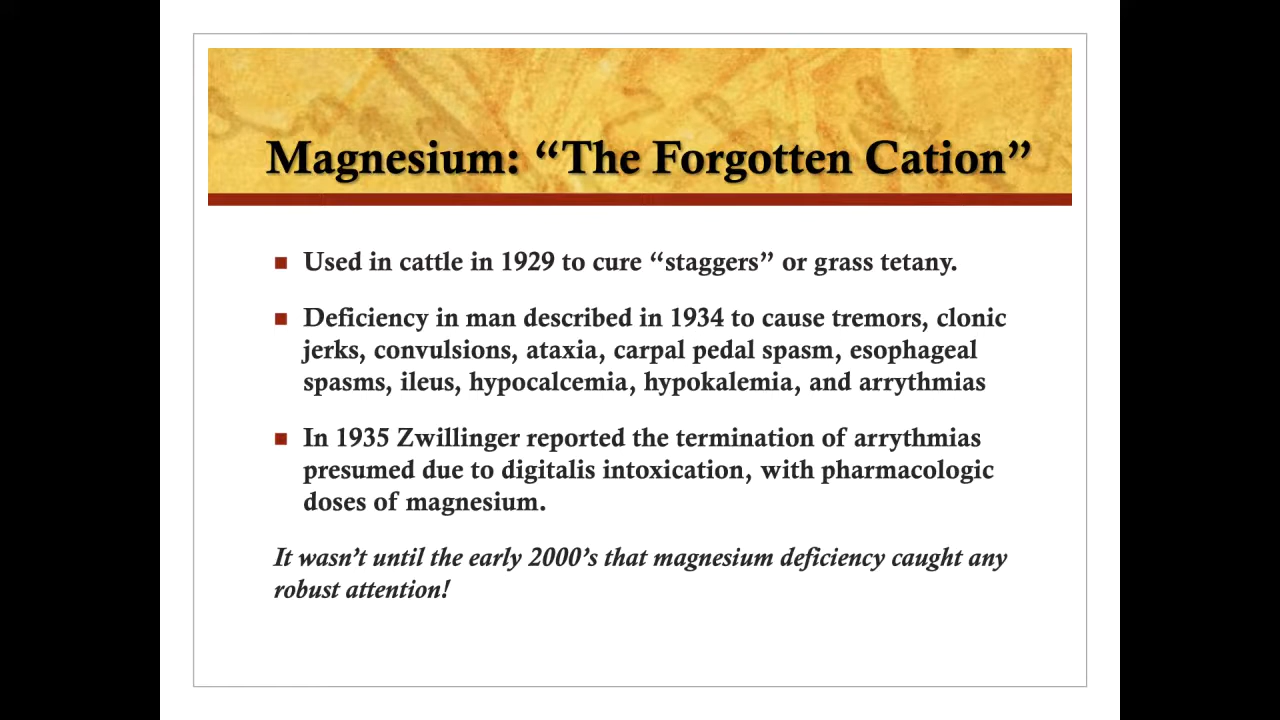 Magnesium: “The Forgotten Cation”
Used in cattle in 1929 to cure “staggers” or grass tetany.
Deficiency in man described in 1934 to cause tremors, clonic
jerks, convulsions, ataxia, carpal pedal spasm, esophageal
spasms, ileus, hypocalcemia, hypokalemia, and arrythmias
In 1935 Zwillinger reported the termination of arrythmias
presumed due to digitalis intoxication, with pharmacologic
doses of magnesium.
It wasn’t until the early 2000’s that magnesium deficiency caught any
robust attention!